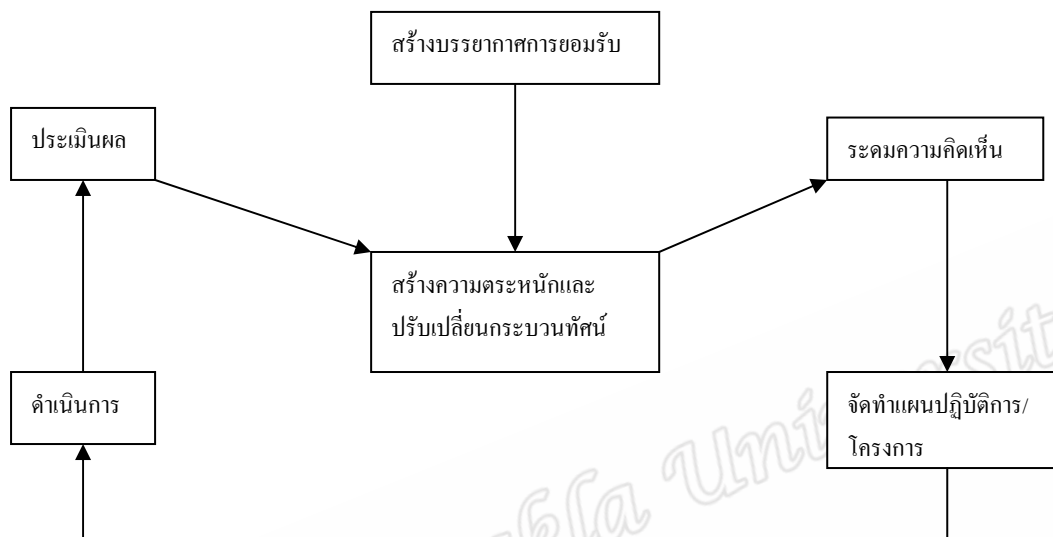 สร้างบรรยากาศการยอมรับ
ประเมินผล
ระดมความคิดเห็น
สร้างความตระหนักและ
ปรับเปลี่ยนกระบวนทัศน์
ดำเนินการ
จัดทำแผนปฏิบัติการ/
โครงการ